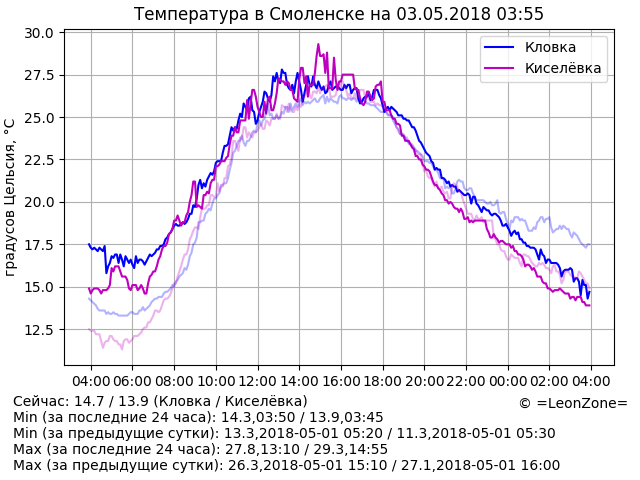 Температура в Смоленске на 03.05.2018 03:55
градусов Цельсия, °C
30.0
27.5
25.0
22.5
20.0
17.5
15.0
12.5
Кловка
Киселёвка
04:00 06:00 08:00 10:00 12:00 14:00 16:00 18:00 20:00 22:00 00:00 02:00 04:00
Сейчас: 14.7 / 13.9 (Кловка / Киселёвка)
© =LeonZone=
Min (за последние 24 часа): 14.3,03:50 / 13.9,03:45
Min (за предыдущие сутки): 13.3,2018-05-01 05:20 / 11.3,2018-05-01 05:30
Max (за последние 24 часа): 27.8,13:10 / 29.3,14:55
Max (за предыдущие сутки): 26.3,2018-05-01 15:10 / 27.1,2018-05-01 16:00